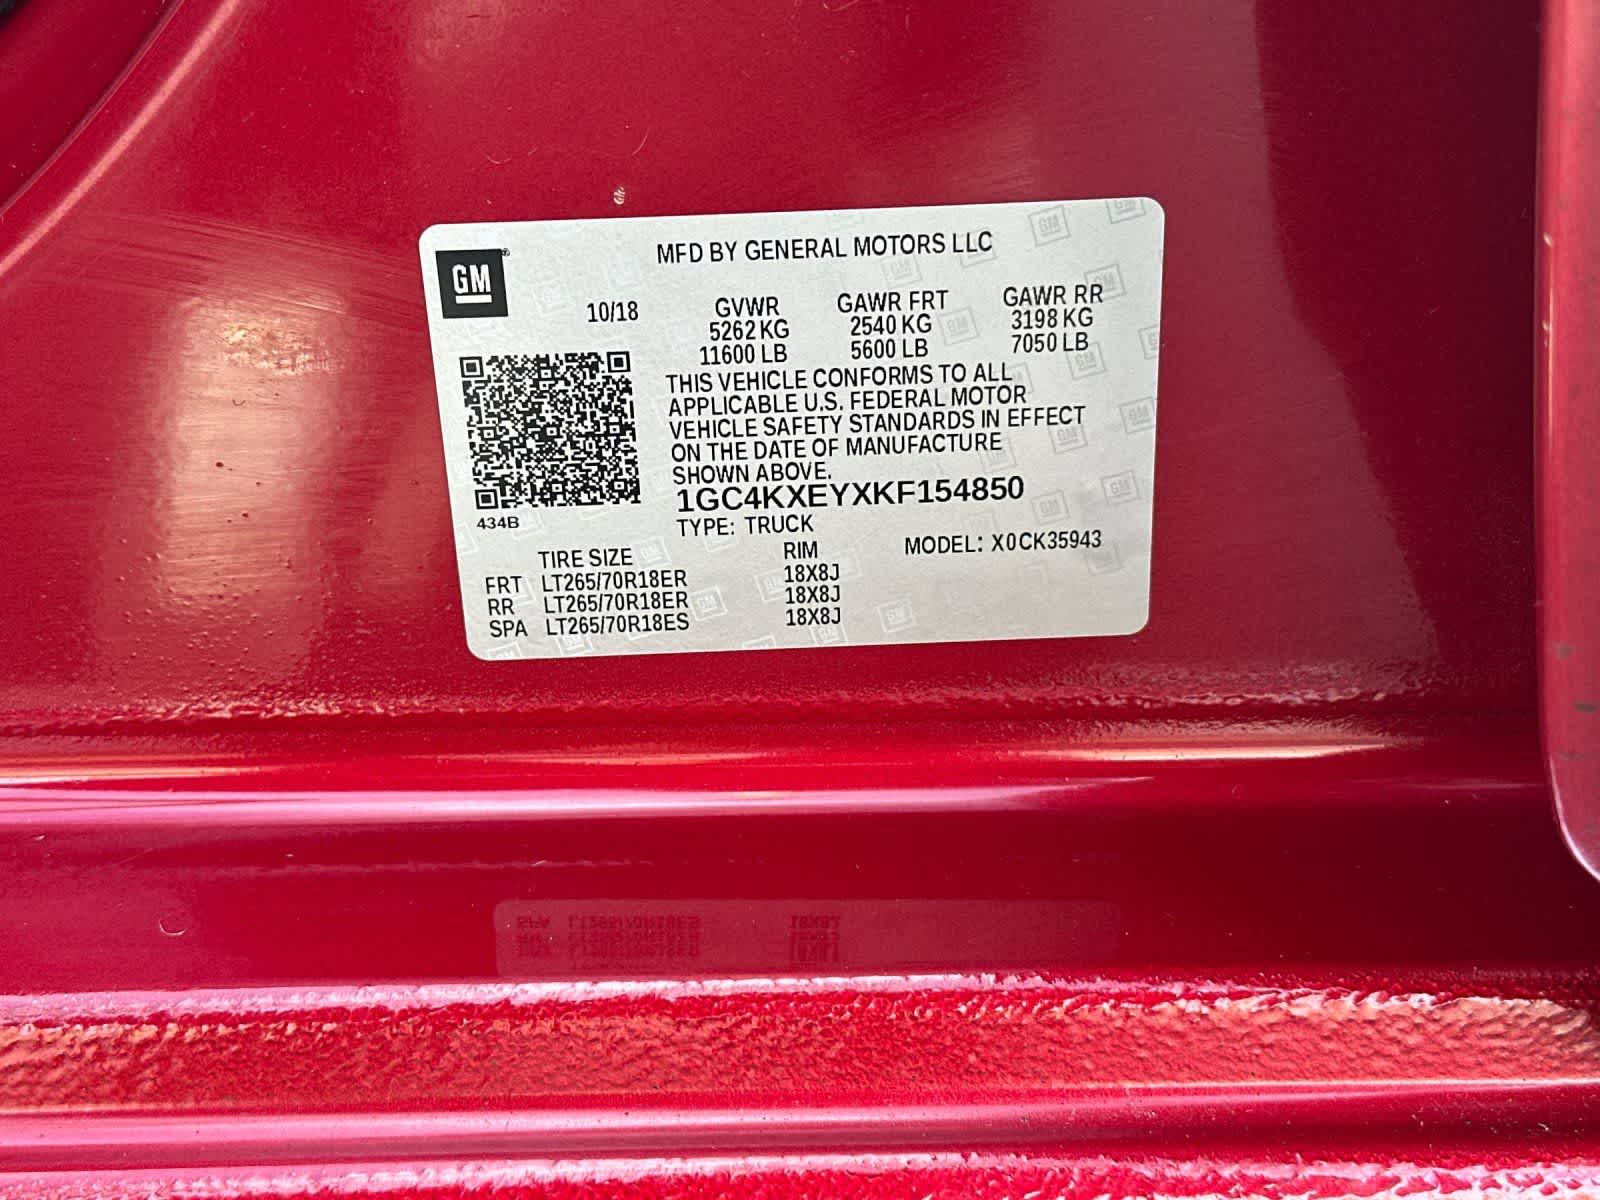 GM
MFD BY GENERAL MOTORS LLC
10/18 GVWR GAWR FRT GAWR RR
5262 KG 2540 KG 3198 KG
11600 LB 5600 LB 7050 LB
THIS VEHICLE CONFORMS TO ALL
APPLICABLE U.S. FEDERAL MOTOR
VEHICLE SAFETY STANDARDS IN EFFECT
ON THE DATE OF MANUFACTURE
SHOWN ABOVE.
1GC4KXEYXKF154850
434B
TYPE: TRUCK
MODEL: X0CK35943
TIRE SIZE RIM
FRT LT265/70R18ER 18X8J
RR LT265/70R18ER 18X8J
SPA LT265/70R18ES 18X8J